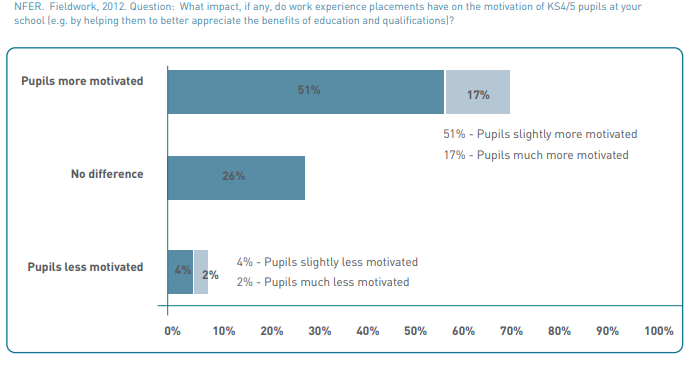 NFER. Fieldwork, 2012. Question: What impact, if any, do work experience placements have on the motivation of KS4/5 pupils at your
school (e.g. by helping them to better appreciate the benefits of education and qualifications)?
Pupils more motivated
51%
17%
51% - Pupils slightly more motivated
17% - Pupils much more motivated
No difference
26%
Pupils less motivated
4%
2%
4% - Pupils slightly less motivated
2% - Pupils much less motivated
0% 10% 20% 30% 40% 50% 60% 70% 80% 90% 100%